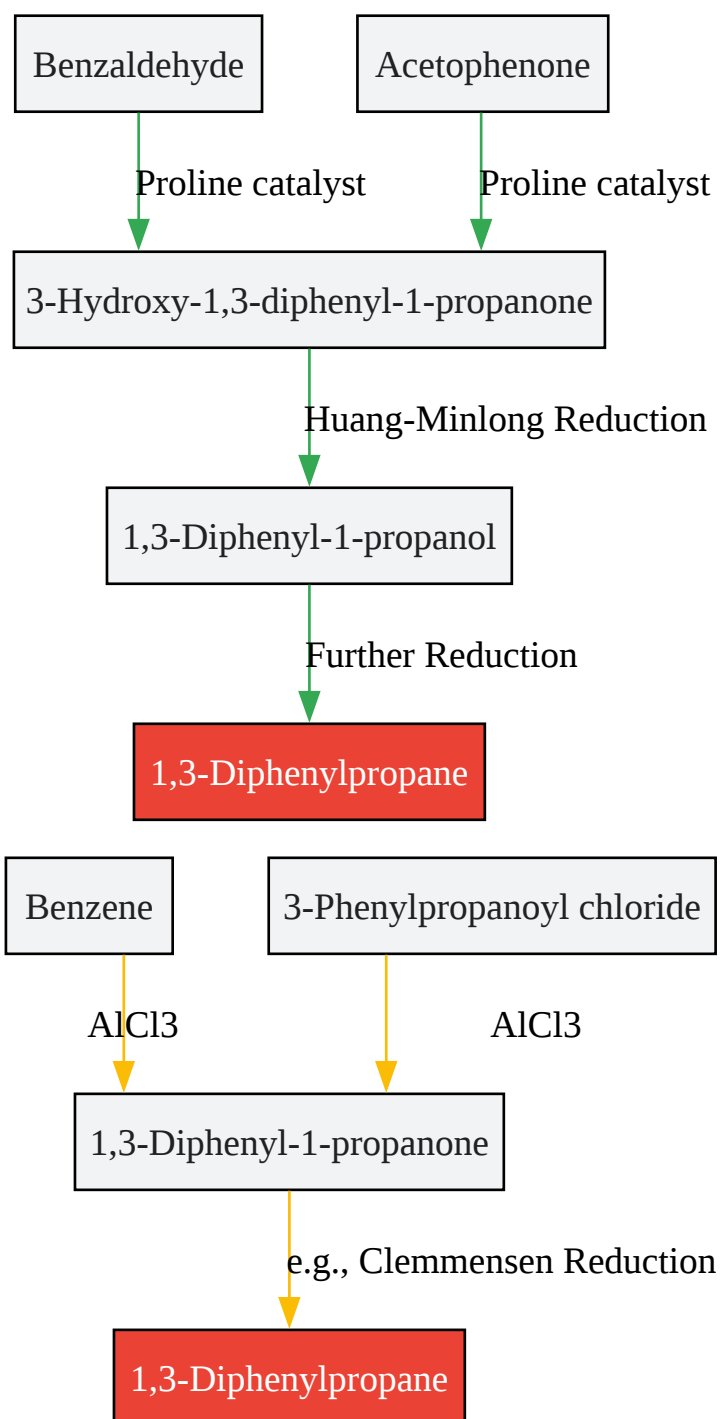 Benzaldehyde
Acetophenone
Proline catalyst
Proline catalyst
3-Hydroxy-1,3-diphenyl-1-propanone
Huang-Minlong Reduction
1,3-Diphenyl-1-propanol
Further Reduction
1,3-Diphenylpropane
Benzene
3-Phenylpropanoyl chloride
AlCl3
AlCl3
1,3-Diphenyl-1-propanone
e.g., Clemmensen Reduction
1,3-Diphenylpropane